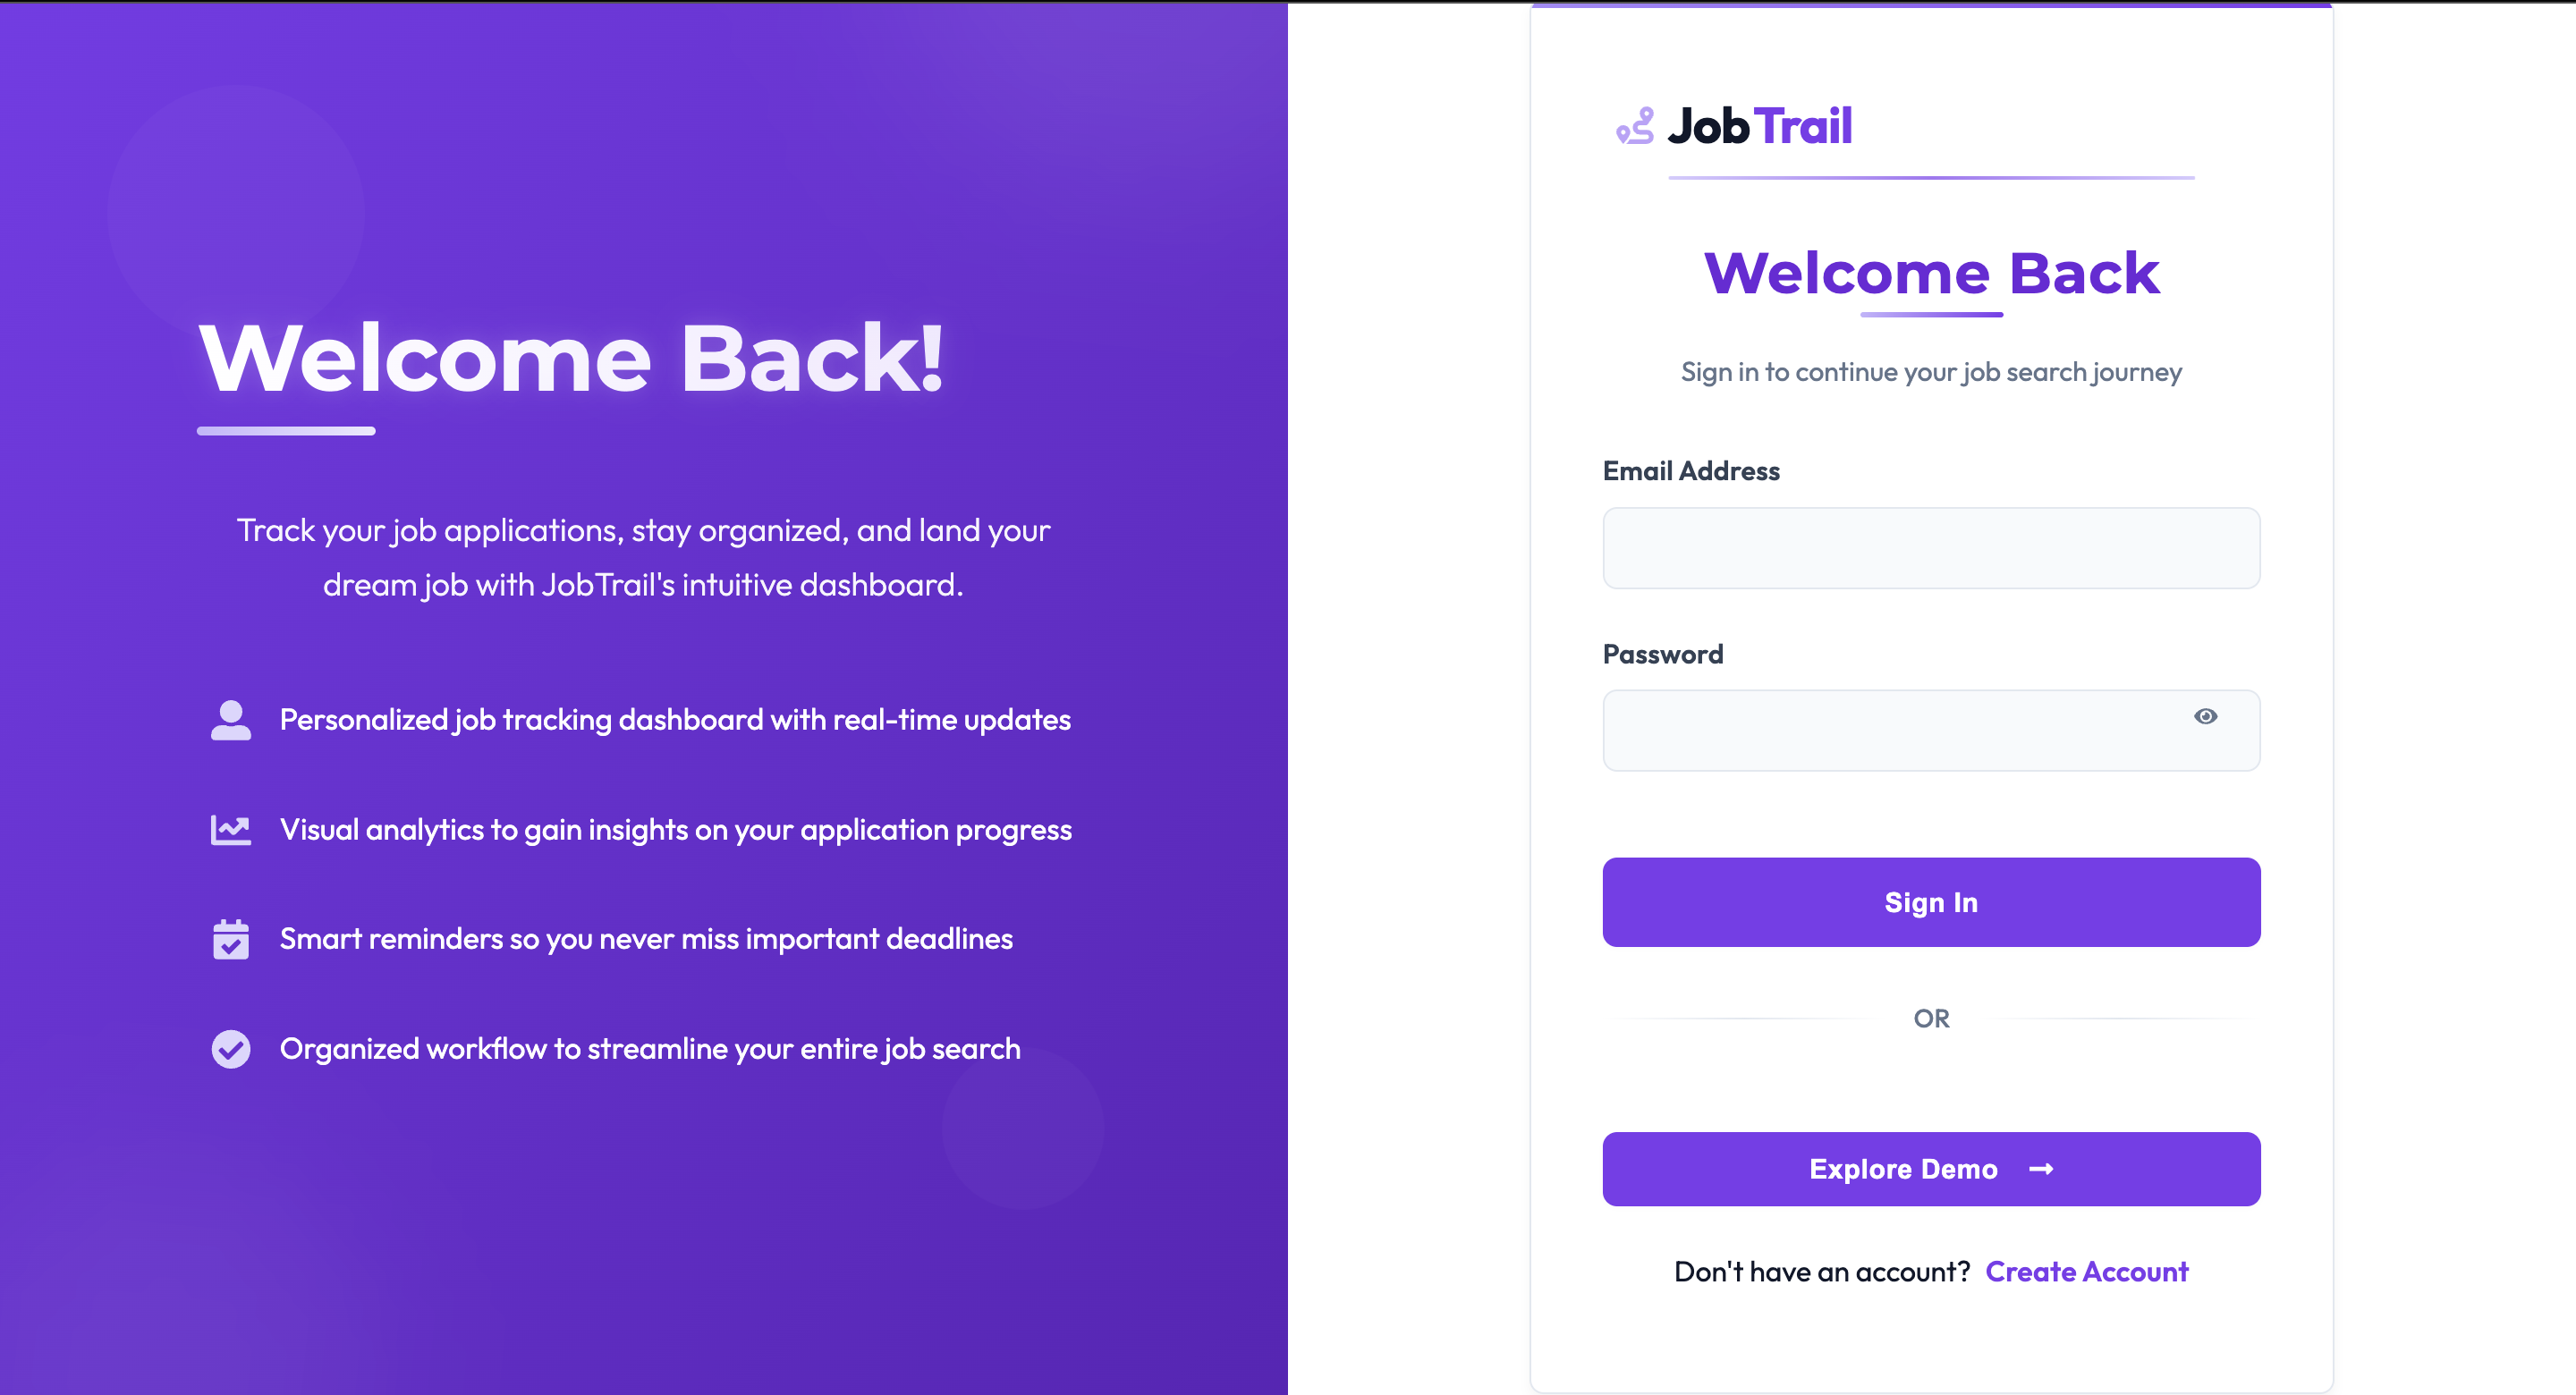 Welcome Back!
Track your job applications, stay organized, and land your
dream job with JobTrail's intuitive dashboard.
Personalized job tracking dashboard with real-time updates
Visual analytics to gain insights on your application progress
Smart reminders so you never miss important deadlines
Organized workflow to streamline your entire job search
JobTrail
Welcome Back
Sign in to continue your job search journey
Email Address
Password
Sign In
OR
Explore Demo
Don't have an account? Create Account